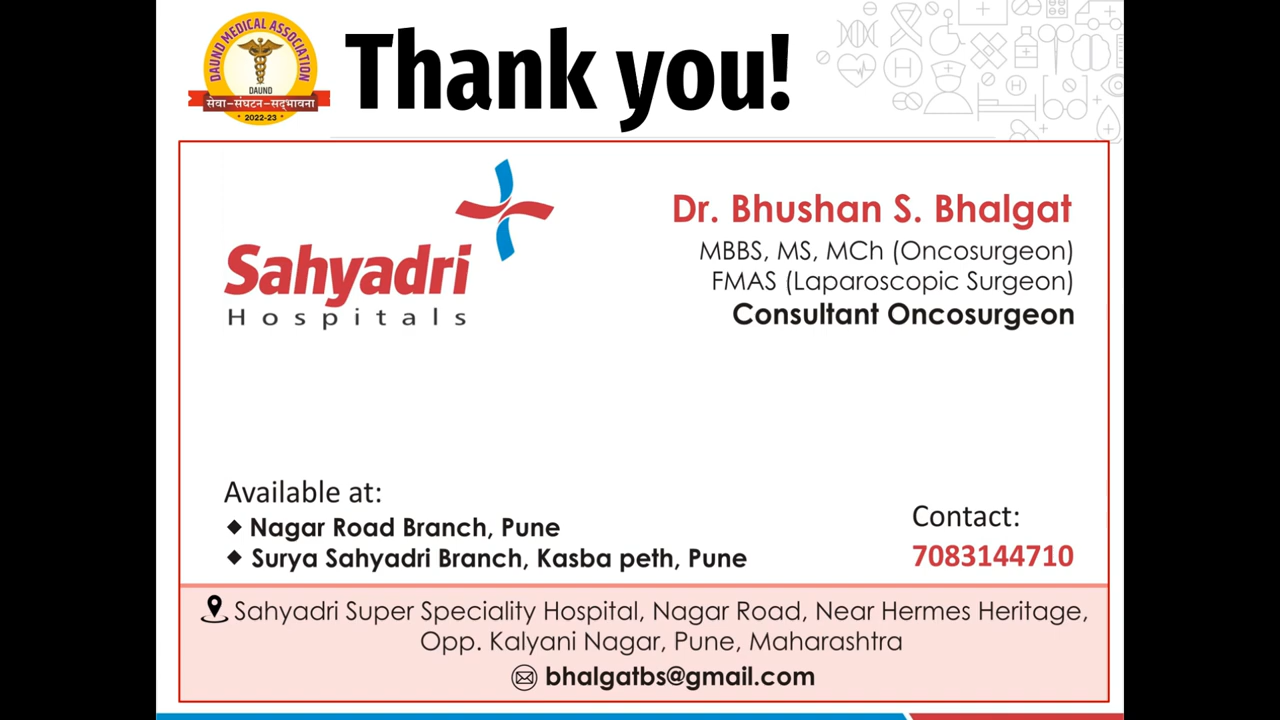 DAUND MEDICAL ASSOCIATION
DAUND
सेवा-संघटन-सद्भावना
• 2022-23 •
Thank you!
Sahyadri
Hospitals
Dr. Bhushan S. Bhalgat
MBBS, MS, MCh (Oncosurgeon)
FMAS (Laparoscopic Surgeon)
Consultant Oncosurgeon
Available at:
◆ Nagar Road Branch, Pune
◆ Surya Sahyadri Branch, Kasba peth, Pune
Contact:
7083144710
Sahyadri Super Speciality Hospital, Nagar Road, Near Hermes Heritage,
Opp. Kalyani Nagar, Pune, Maharashtra
bhalgatbs@gmail.com